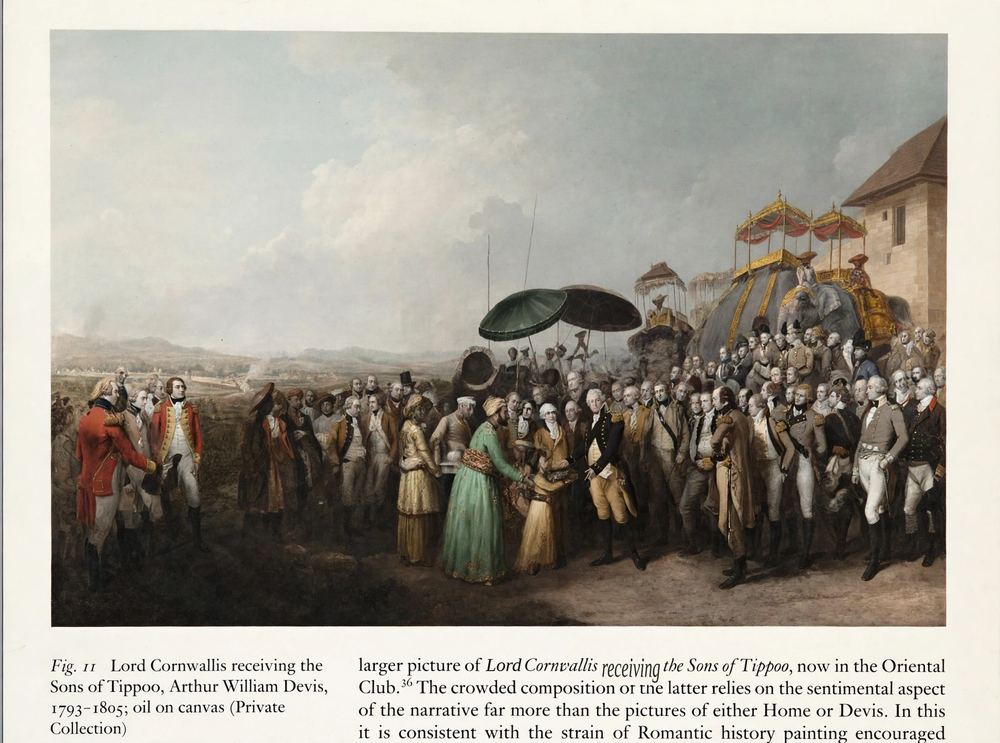 Fig. 11 Lord Cornwallis receiving the
Sons of Tippoo, Arthur William Devis,
1793–1805; oil on canvas (Private
Collection)
larger picture of Lord Cornwallis receiving the Sons of Tippoo, now in the Oriental
Club.36 The crowded composition of the latter relies on the sentimental aspect
of the narrative far more than the pictures of either Home or Devis. In this
it is consistent with the strain of Romantic history painting encouraged